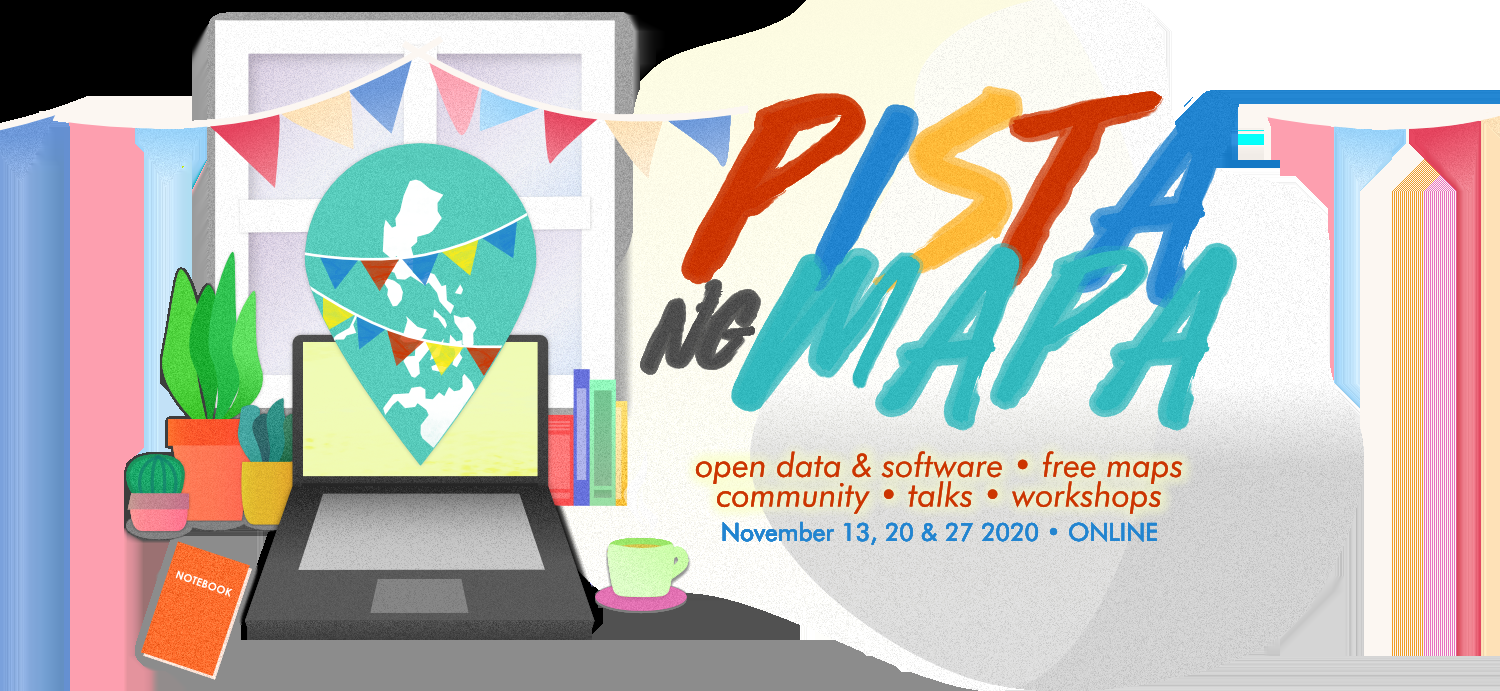 PISTA
NG MAPA
open data & software • free maps
community • talks • workshops
November 13, 20 & 27 2020 • ONLINE
NOTEBOOK